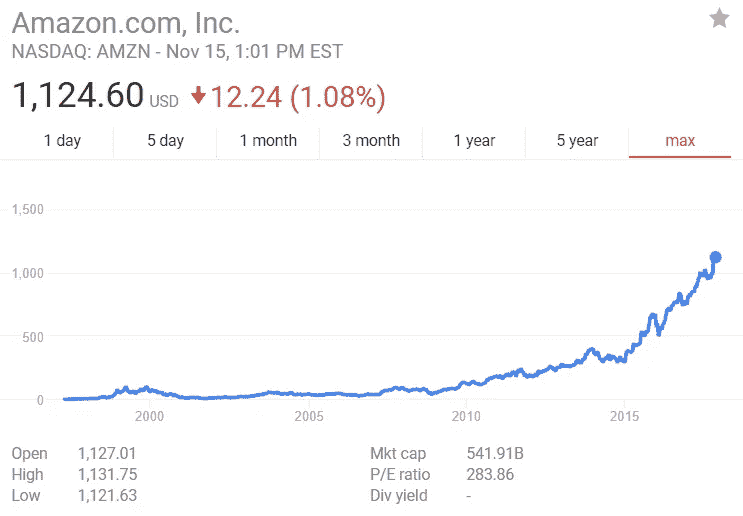 Amazon.com, Inc.
NASDAQ: AMZN - Nov 15, 1:01 PM EST
1,124.60 USD 12.24 (1.08%)
1 day 5 day 1 month 3 month 1 year 5 year max
1,500
1,000
500
0
2000 2005 2010 2015
Open 1,127.01 Mkt cap 541.91B
High 1,131.75 P/E ratio 283.86
Low 1,121.63 Div yield -